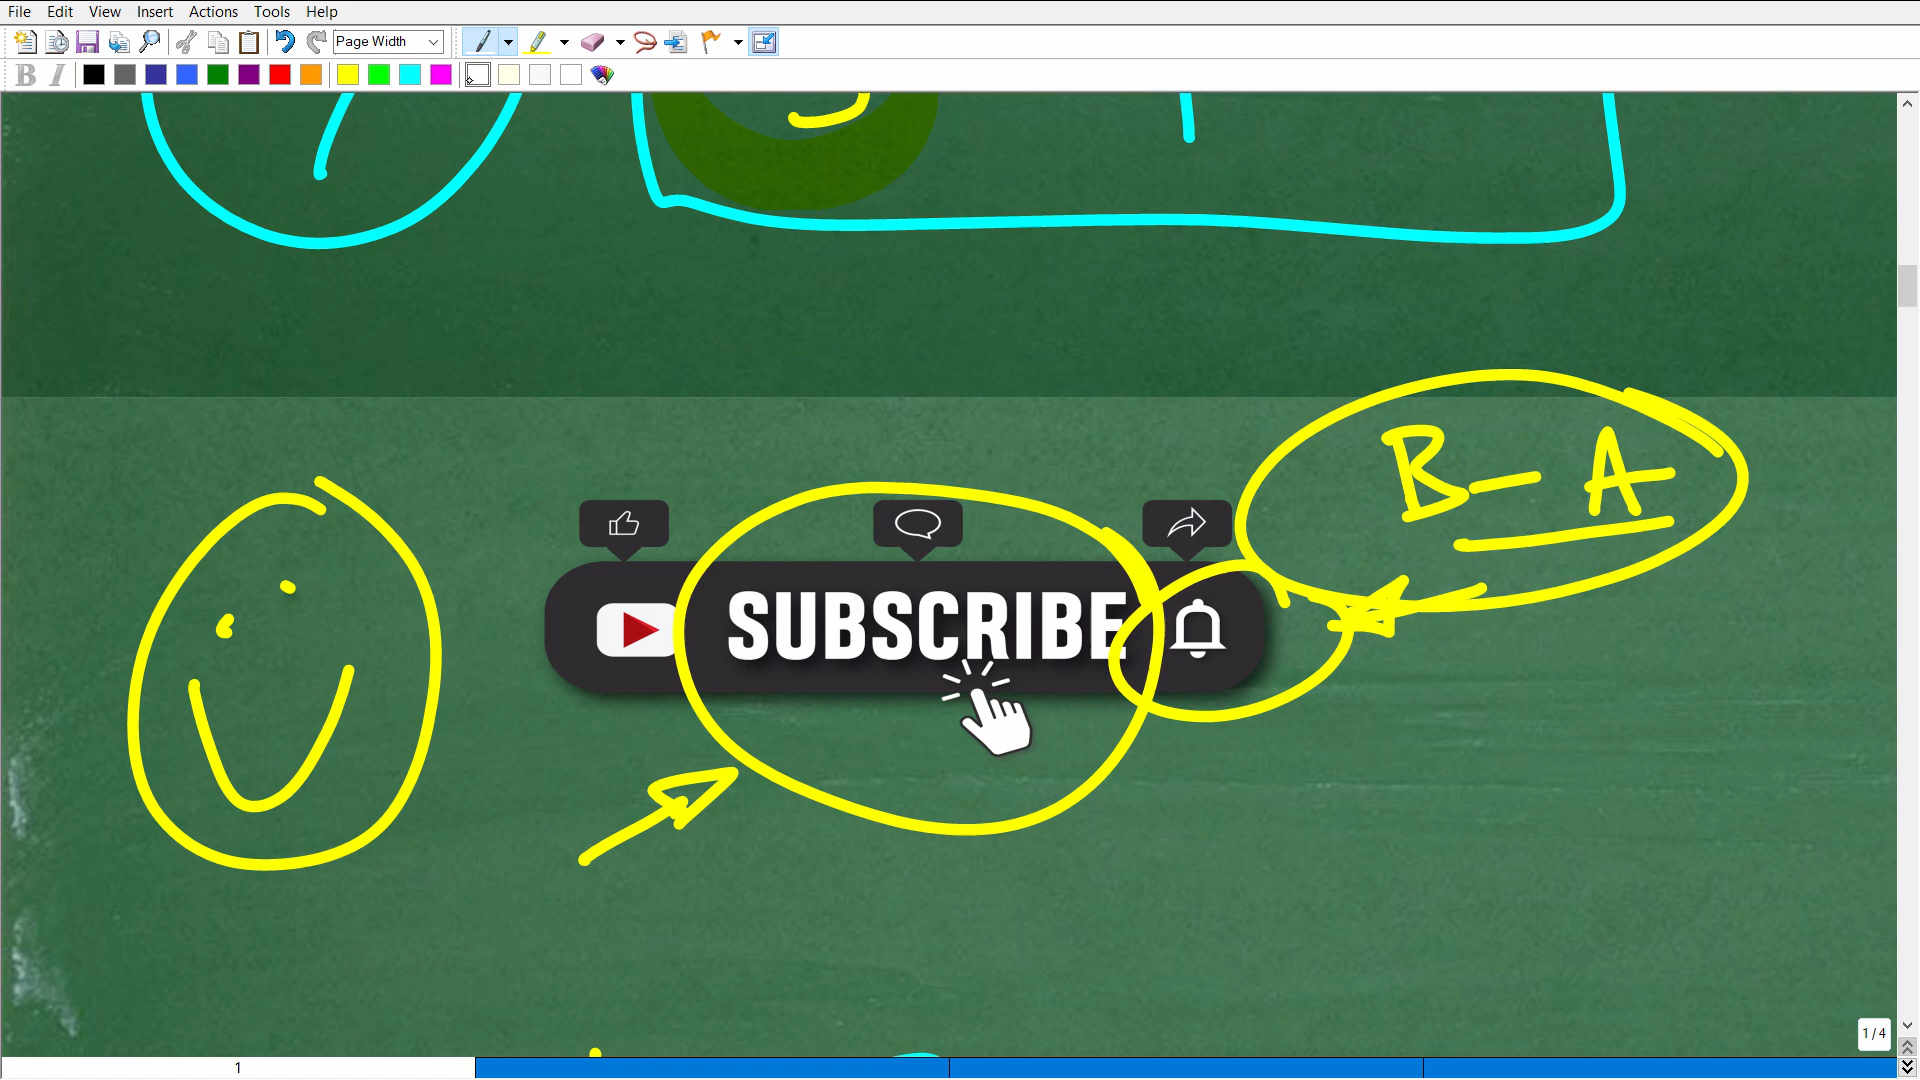 File Edit View Insert Actions Tools Help
Page Width
B I
B- A-
SUBSCRIBE
1 / 4
1